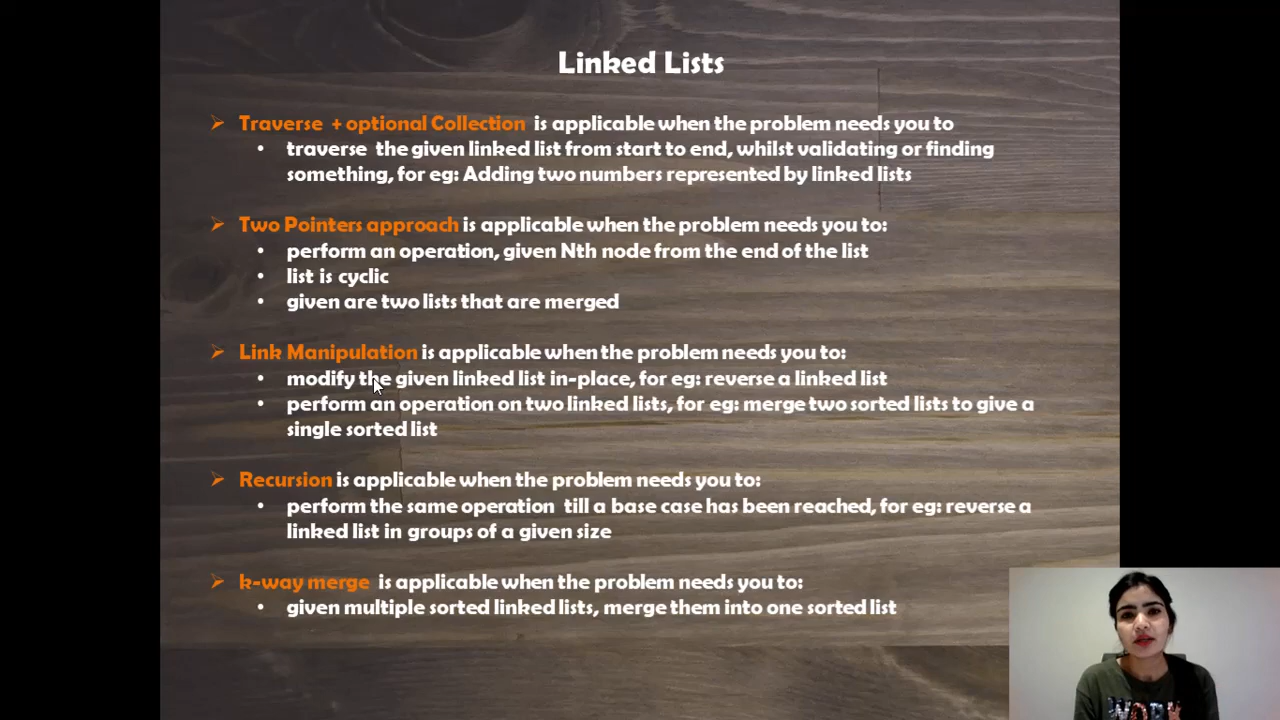 Linked Lists
Traverse + optional Collection is applicable when the problem needs you to
• traverse the given linked list from start to end, whilst validating or finding
something, for eg: Adding two numbers represented by linked lists
Two Pointers approach is applicable when the problem needs you to:
• perform an operation, given Nth node from the end of the list
• list is cyclic
• given are two lists that are merged
Link Manipulation is applicable when the problem needs you to:
• modify the given linked list in-place, for eg: reverse a linked list
• perform an operation on two linked lists, for eg: merge two sorted lists to give a
single sorted list
Recursion is applicable when the problem needs you to:
• perform the same operation till a base case has been reached, for eg: reverse a
linked list in groups of a given size
k-way merge is applicable when the problem needs you to:
• given multiple sorted linked lists, merge them into one sorted list